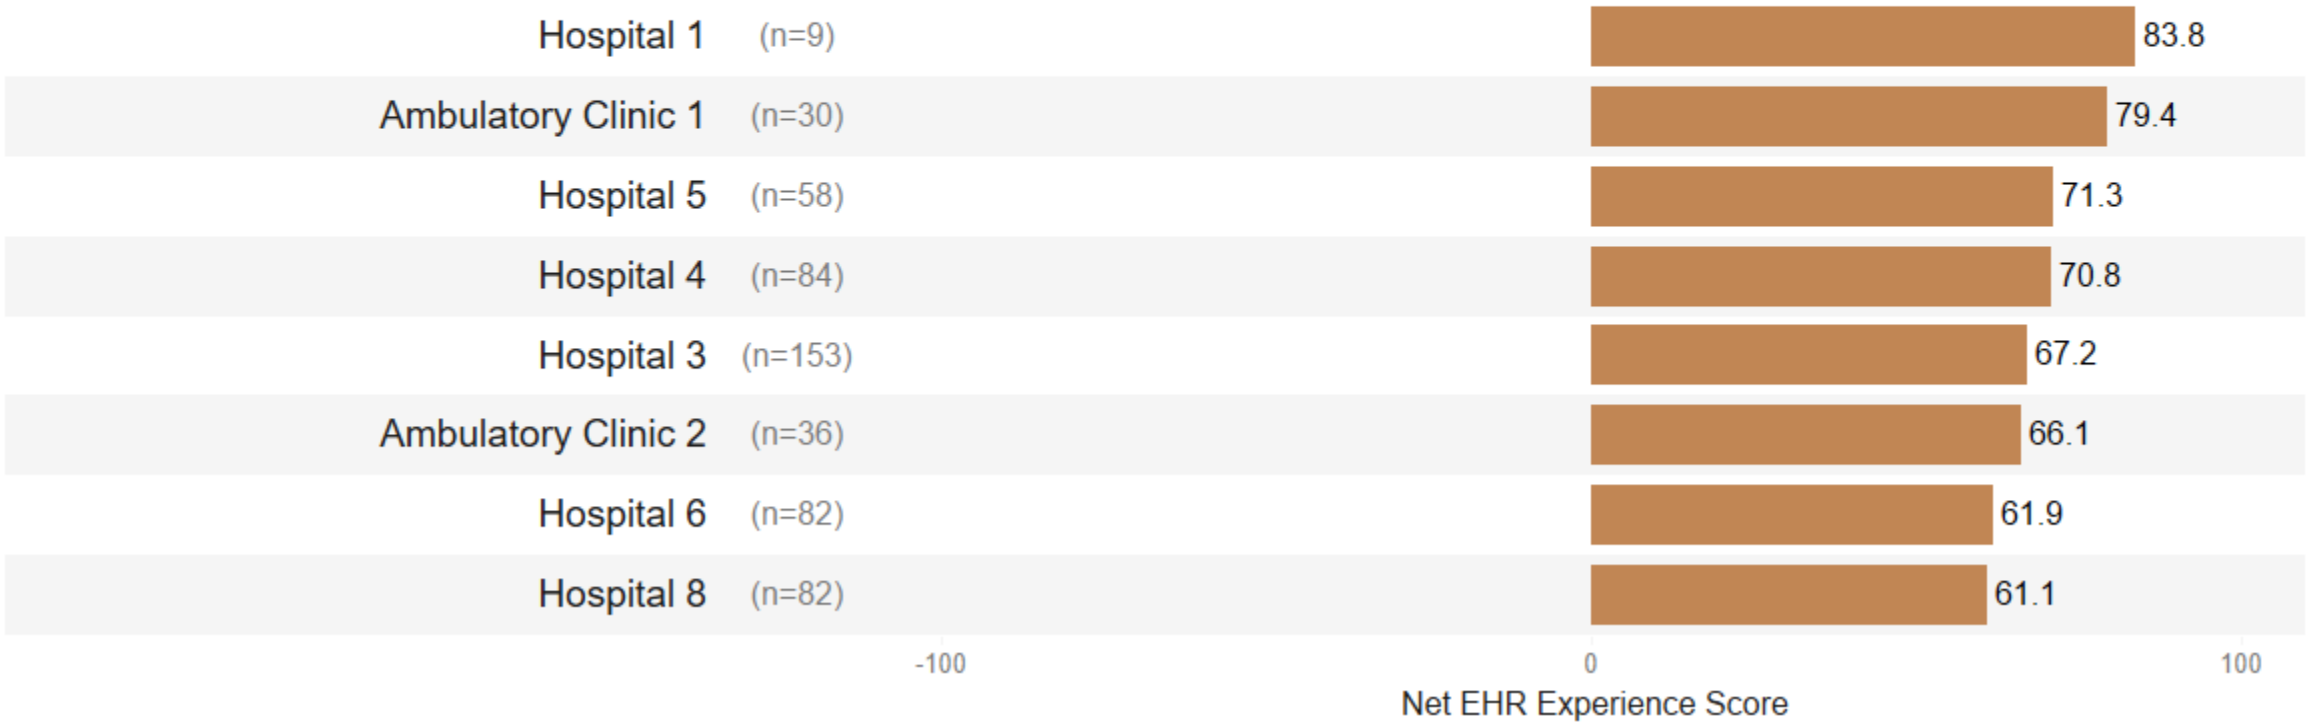 Hospital 1 (n=9) 83.8
Ambulatory Clinic 1 (n=30) 79.4
Hospital 5 (n=58) 71.3
Hospital 4 (n=84) 70.8
Hospital 3 (n=153) 67.2
Ambulatory Clinic 2 (n=36) 66.1
Hospital 6 (n=82) 61.9
Hospital 8 (n=82) 61.1
-100 0 100
Net EHR Experience Score